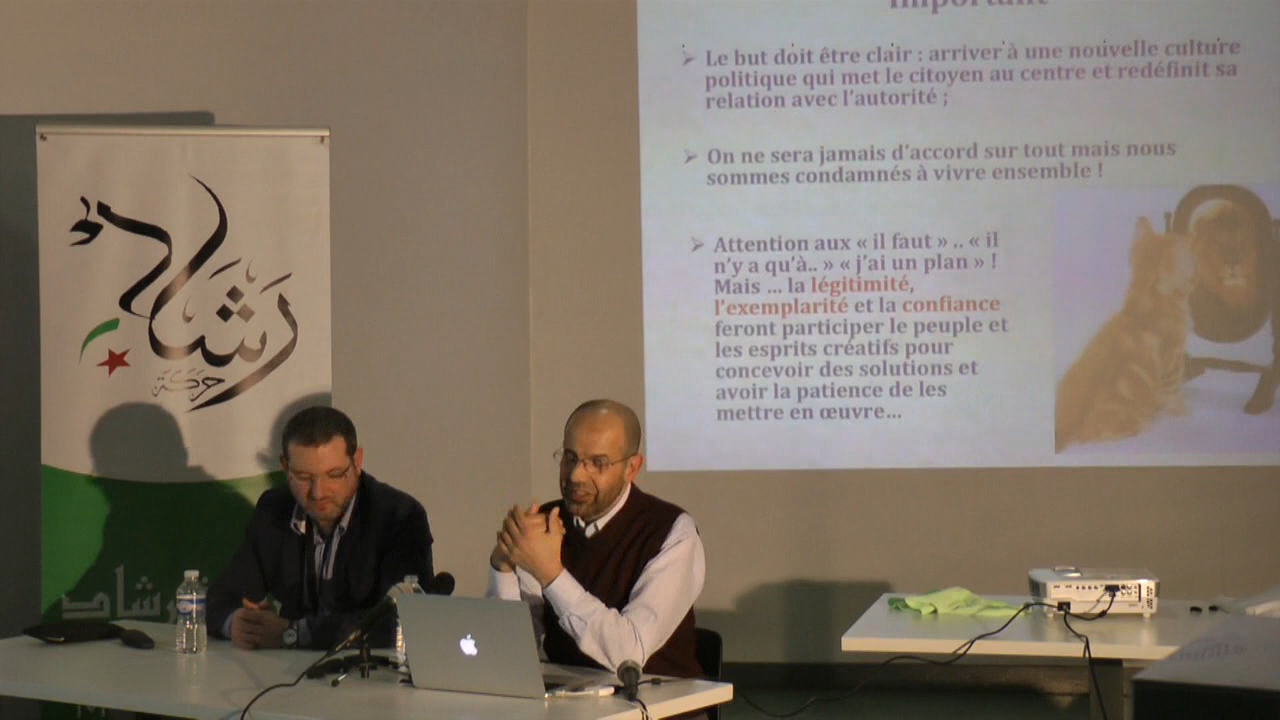 Important
Le but doit être clair : arriver à une nouvelle culture
politique qui met le citoyen au centre et redéfinit sa
relation avec l'autorité ;
On ne sera jamais d'accord sur tout mais nous
sommes condamnés à vivre ensemble !
Attention aux « il faut » .. « il
n'y a qu'à.. » « j'ai un plan » !
Mais ... la légitimité,
l'exemplarité et la confiance
feront participer le peuple et
les esprits créatifs pour
concevoir des solutions et
avoir la patience de les
mettre en œuvre...
رشاد
حركة
رشاد